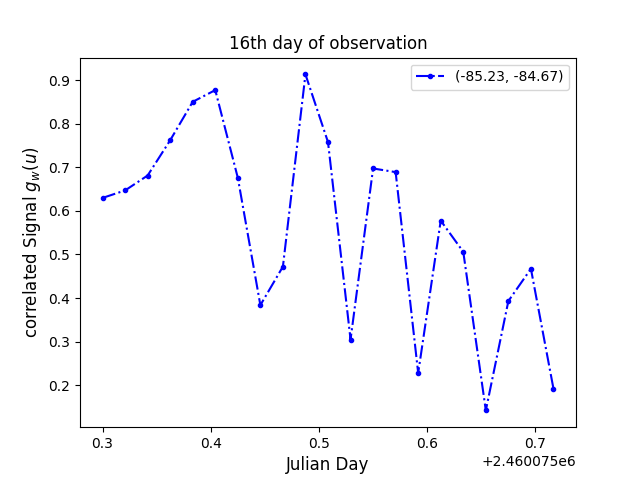 16th day of observation
(-85.23, -84.67)
correlated Signal g_w(u)
0.9
0.8
0.7
0.6
0.5
0.4
0.3
0.2
0.3 0.4 0.5 0.6 0.7
Julian Day
+2.460075e6